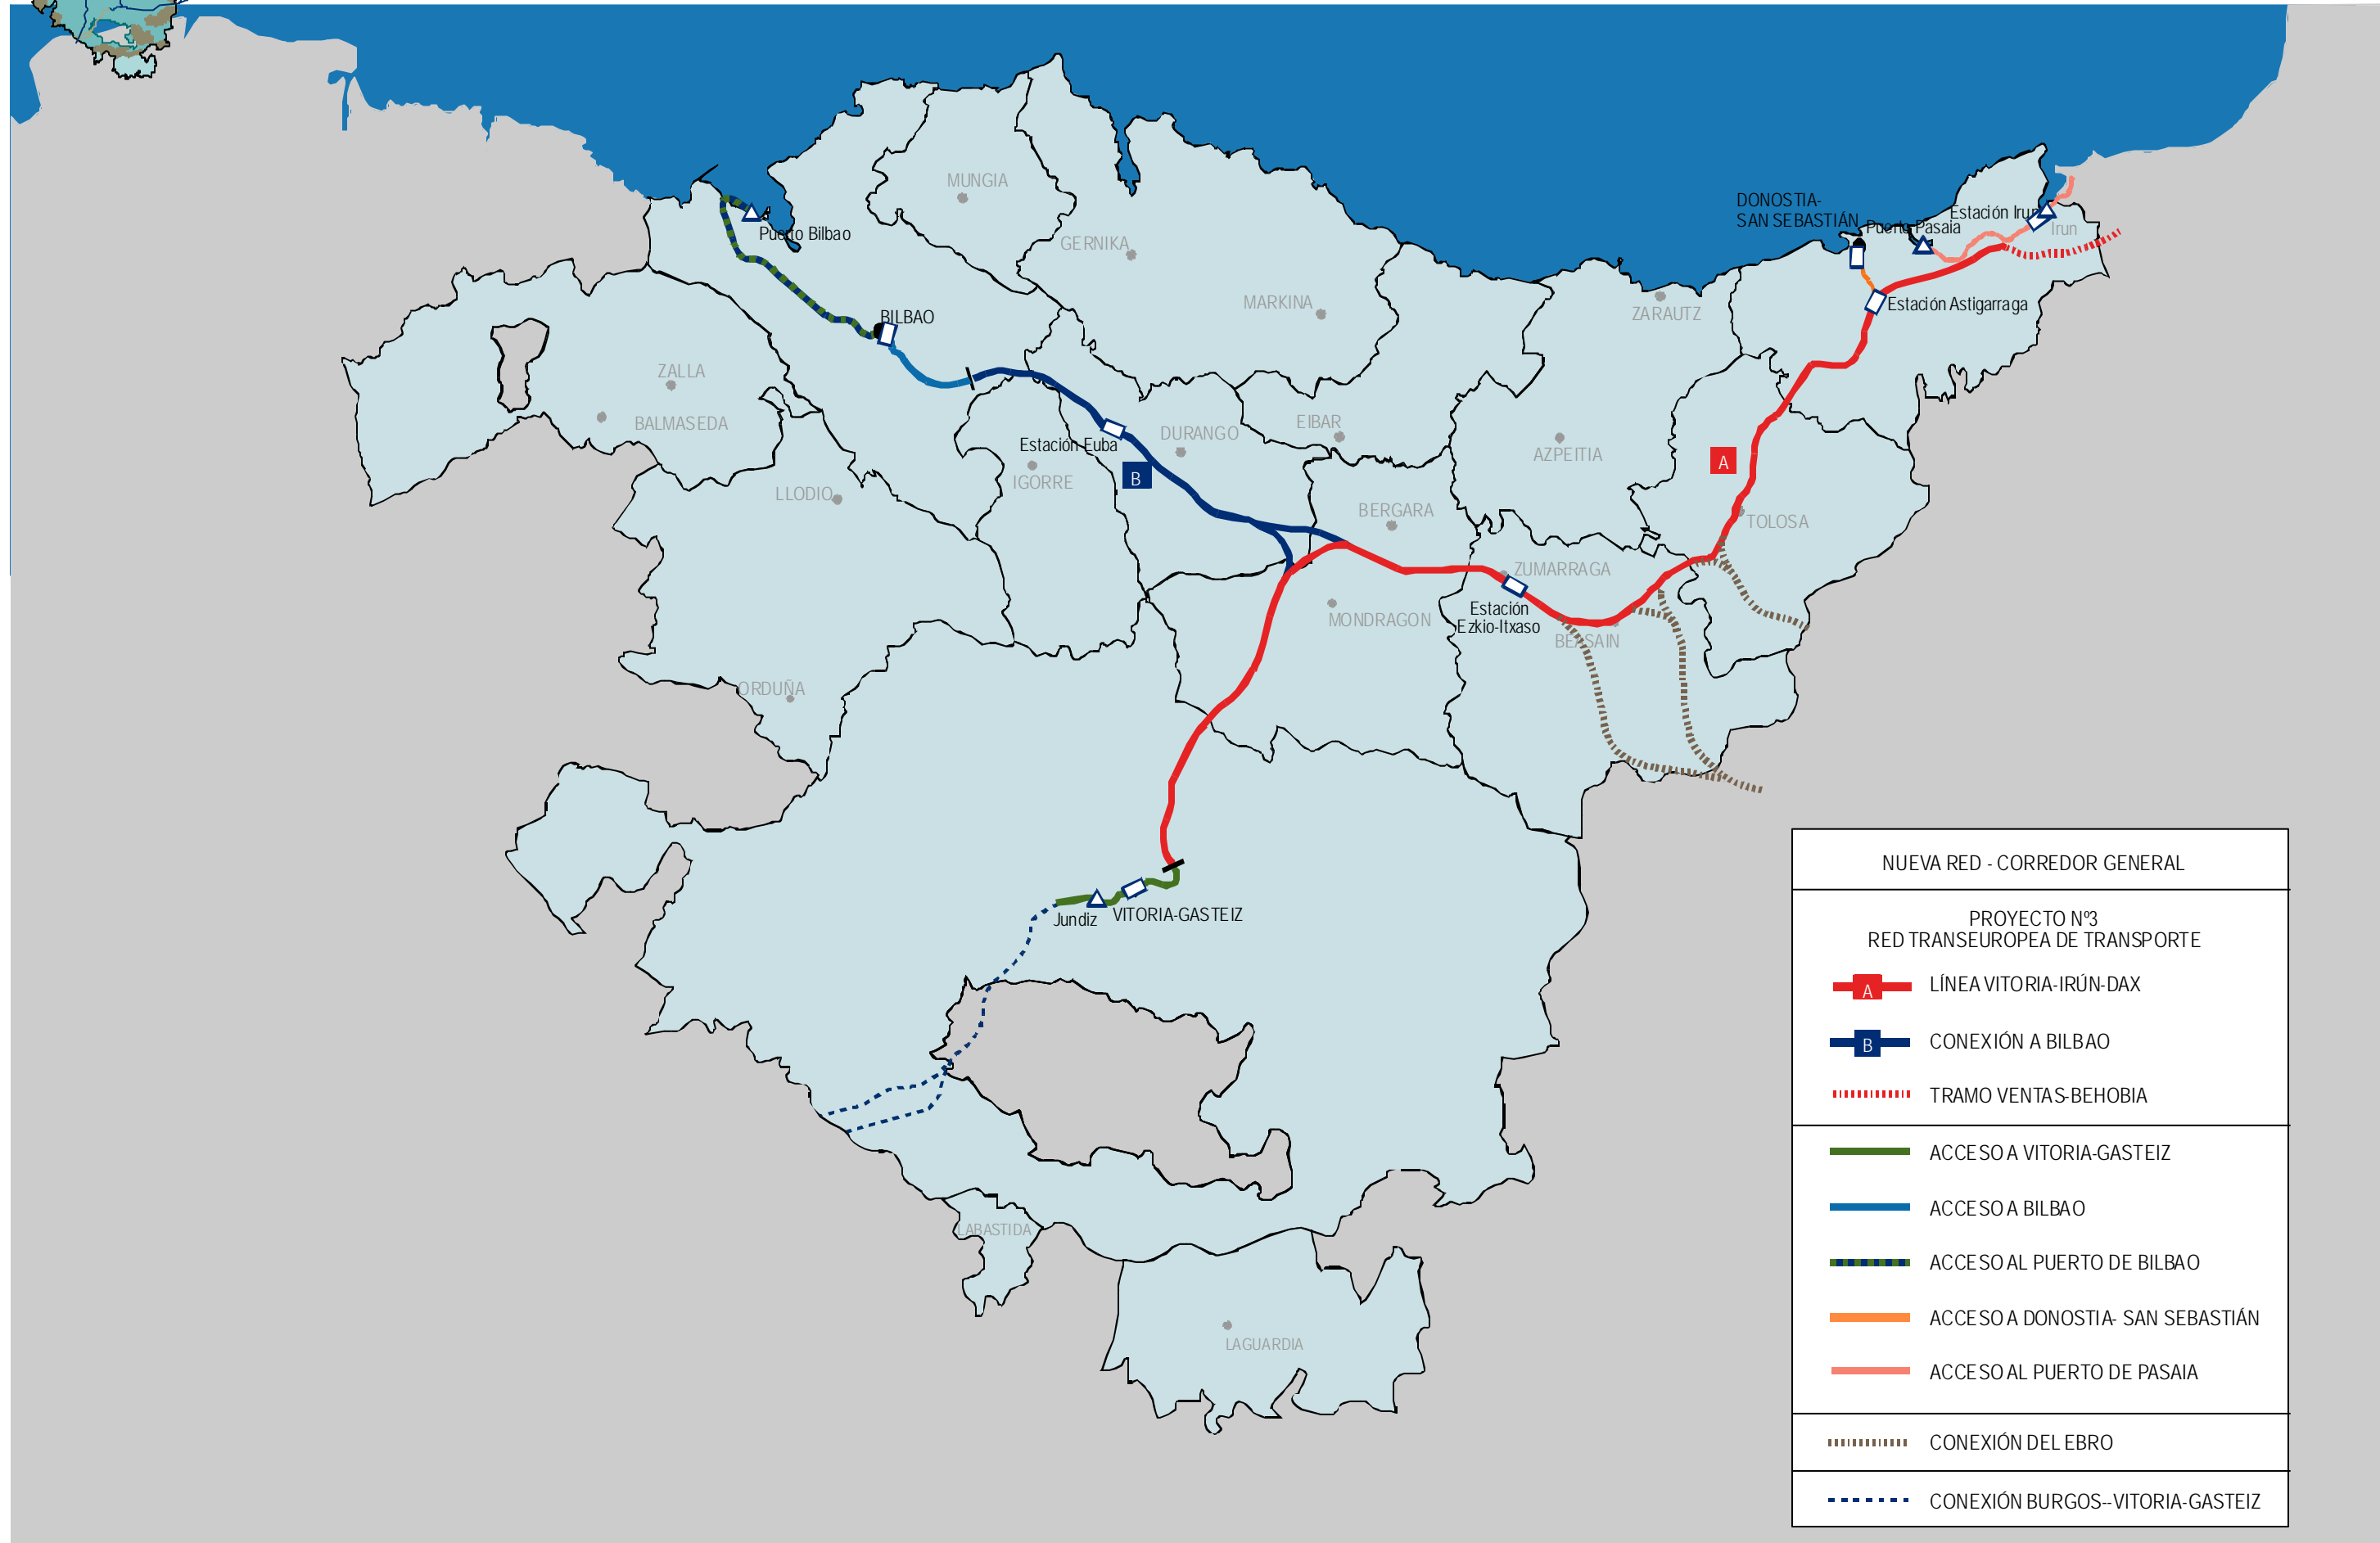 MUNGIA
Puerto Bilbao
GERNIKA
DONOSTIA-
SAN SEBASTIÁN
Puerto Pasaia
Estación Irun
Irun
BILBAO
MARKINA
ZARAUTZ
Estación Astigarraga
ZALLA
BALMASEDA
Estación Euba
DURANGO
EIBAR
AZPEITIA
A
B
IGORRE
LLODIO
BERGARA
TOLOSA
ZUMARRAGA
Estación
Ezkio-Itxaso
MONDRAGON
BEASAIN
ORDUÑA
Jundiz
VITORIA-GASTEIZ
LABASTIDA
LAGUARDIA
NUEVA RED - CORREDOR GENERAL
PROYECTO Nº3
RED TRANSEUROPEA DE TRANSPORTE
A LÍNEA VITORIA-IRÚN-DAX
B CONEXIÓN A BILBAO
TRAMO VENTAS-BEHOBIA
ACCESO A VITORIA-GASTEIZ
ACCESO A BILBAO
ACCESO AL PUERTO DE BILBAO
ACCESO A DONOSTIA- SAN SEBASTIÁN
ACCESO AL PUERTO DE PASAIA
CONEXIÓN DEL EBRO
CONEXIÓN BURGOS--VITORIA-GASTEIZ